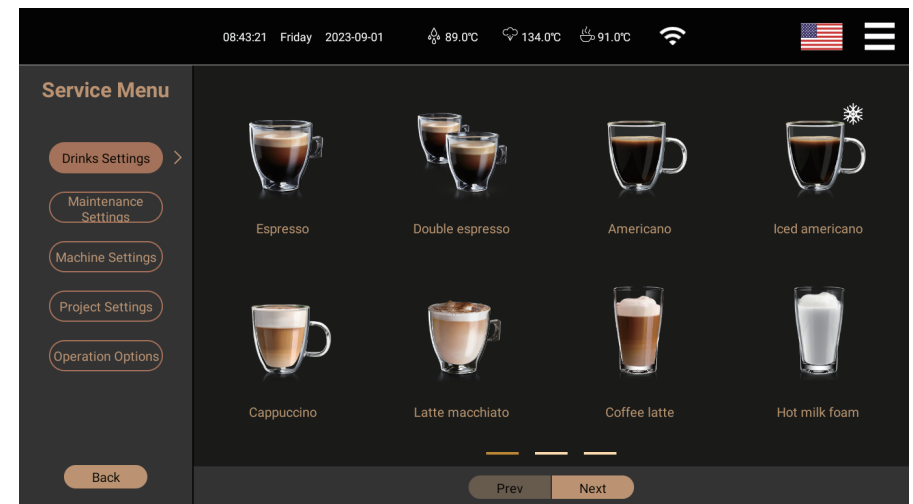 08:43:21 Friday 2023-09-01 89.0℃ 134.0℃ 91.0℃
Service Menu
Drinks Settings
Maintenance
Settings
Machine Settings
Project Settings
Operation Options
Back
Espresso
Double espresso
Americano
Iced americano
Cappuccino
Latte macchiato
Coffee latte
Hot milk foam
Prev
Next